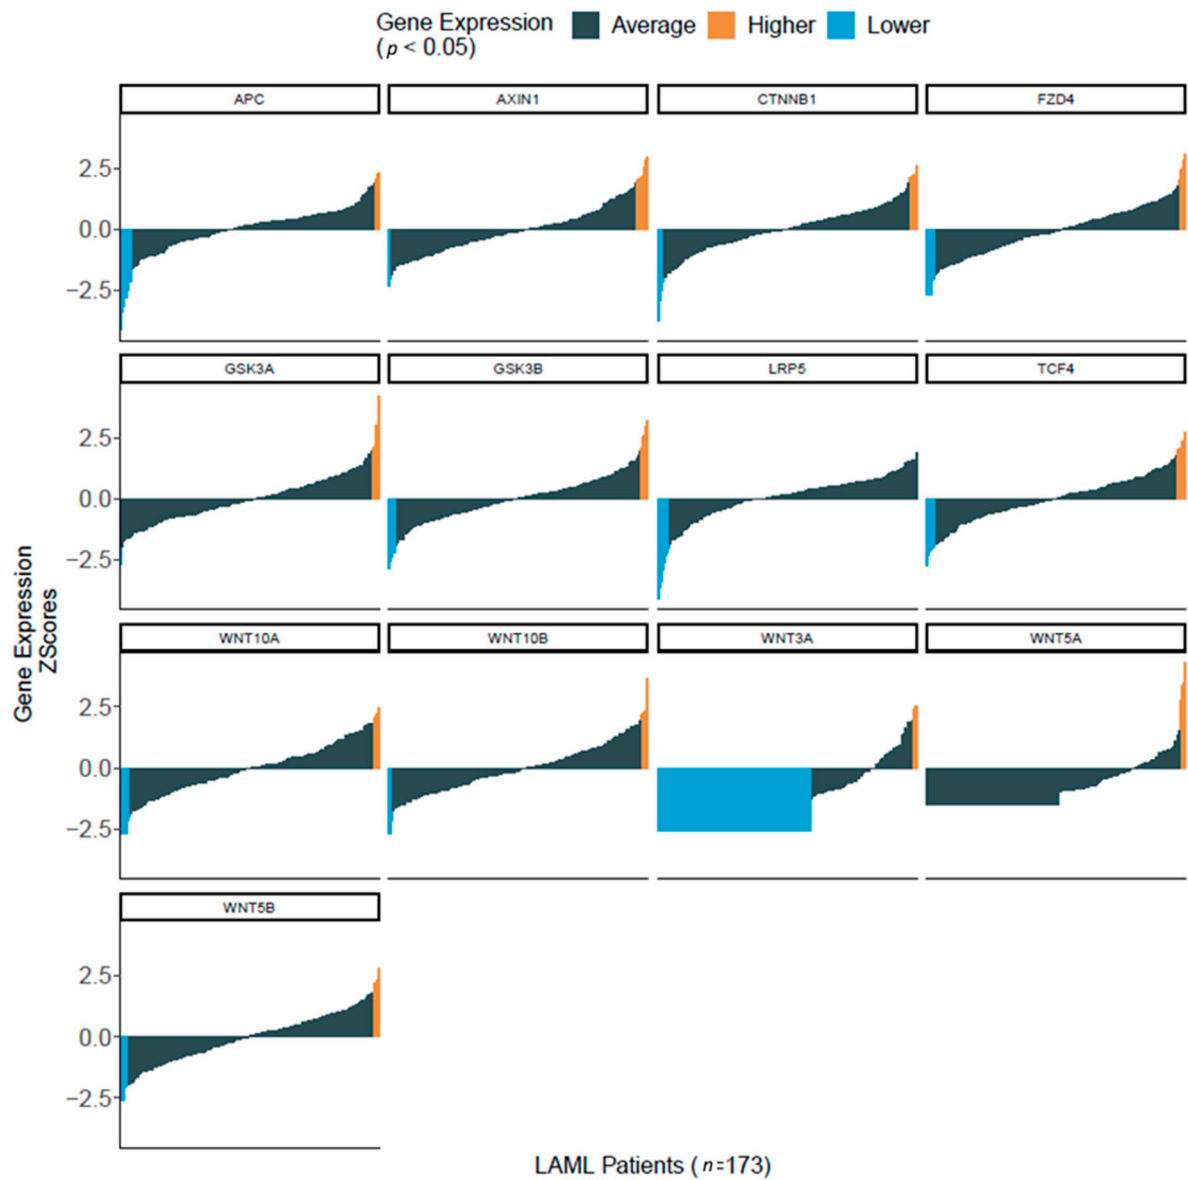 Gene Expression Average Higher Lower
(p < 0.05)
APC AXIN1 CTNNB1 FZD4
2.5
0.0
−2.5
GSK3A GSK3B LRP5 TCF4
2.5
0.0
−2.5
WNT10A WNT10B WNT3A WNT5A
2.5
0.0
−2.5
WNT5B
2.5
0.0
−2.5
Gene Expression
ZScores
LAML Patients (n=173)